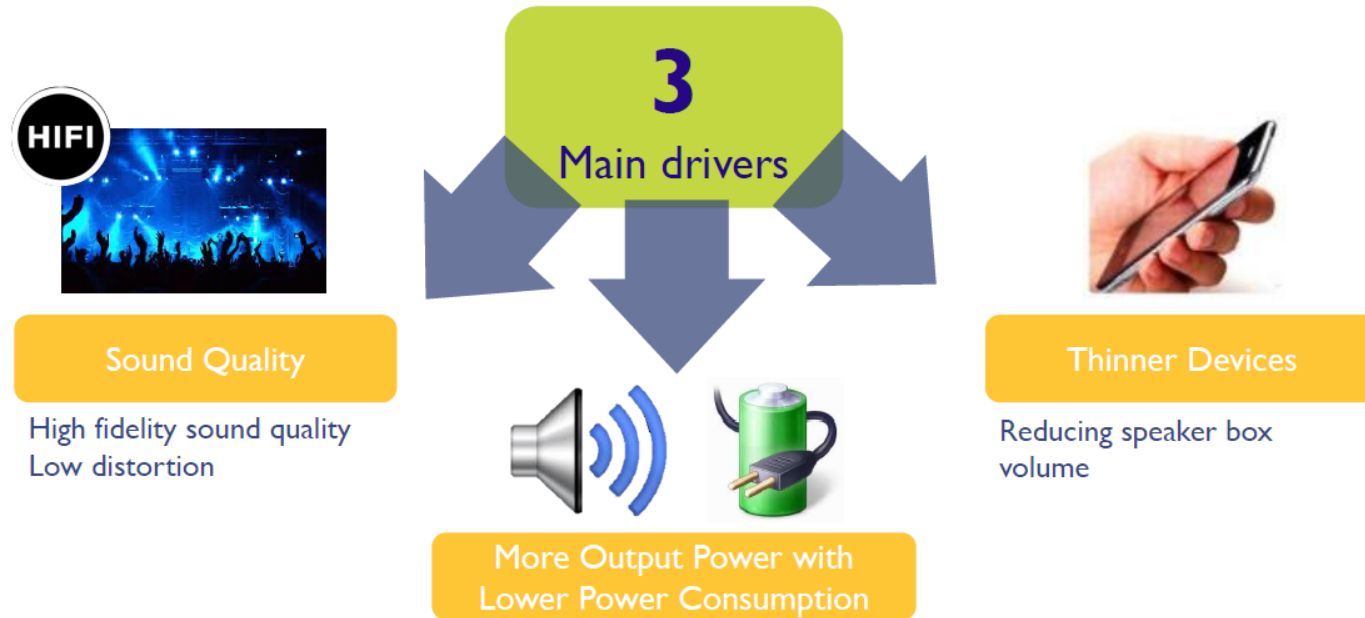 3
Main drivers
HIFI
Sound Quality
High fidelity sound quality
Low distortion
More Output Power with
Lower Power Consumption
Thinner Devices
Reducing speaker box
volume